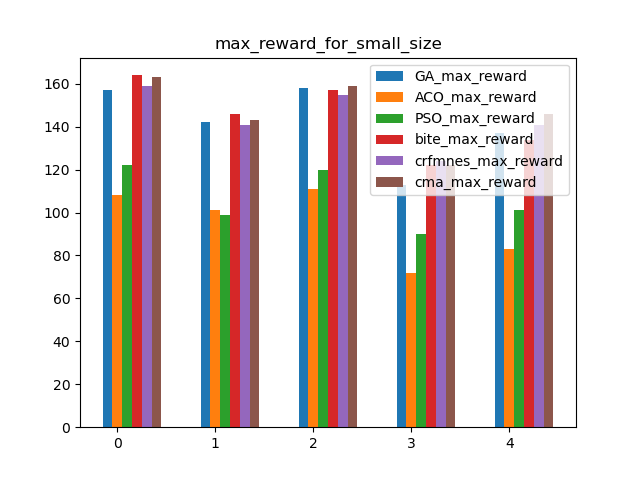 max_reward_for_small_size
160
140
120
100
80
60
40
20
0
0 1 2 3 4
GA_max_reward
ACO_max_reward
PSO_max_reward
bite_max_reward
crfmnes_max_reward
cma_max_reward